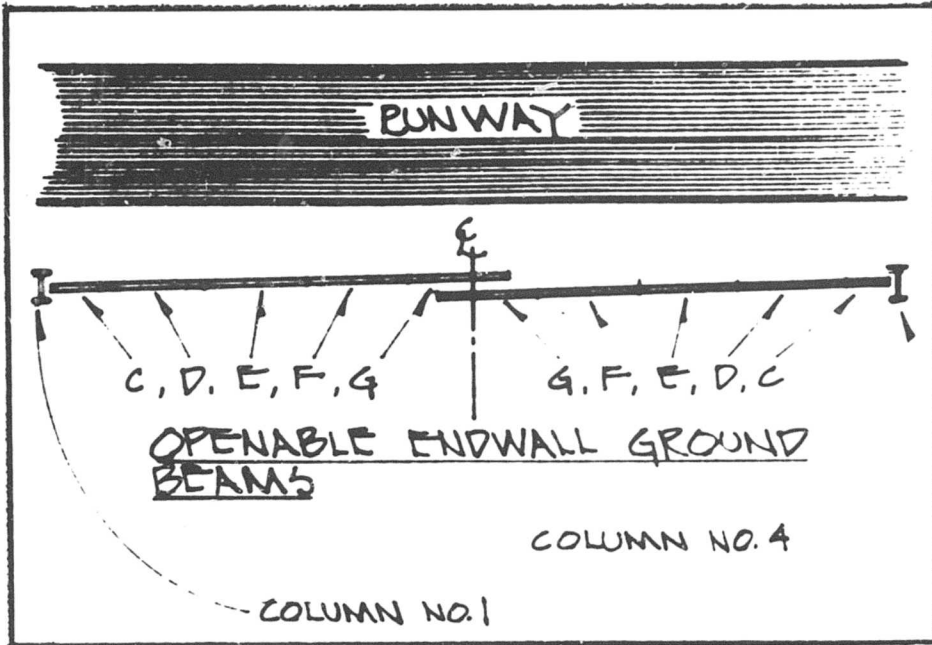 RUNWAY
℄
C, D, E, F, G
G, F, E, D, C
OPENABLE ENDWALL GROUND
BEAMS
COLUMN NO. 4
COLUMN NO. 1